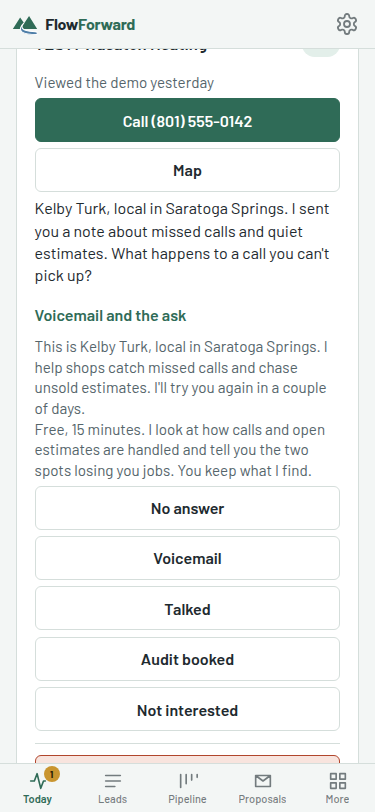 FlowForward
Viewed the demo yesterday
Call (801) 555-0142
Map
Kelby Turk, local in Saratoga Springs. I sent
you a note about missed calls and quiet
estimates. What happens to a call you can't
pick up?
Voicemail and the ask
This is Kelby Turk, local in Saratoga Springs. I
help shops catch missed calls and chase
unsold estimates. I'll try you again in a couple
of days.
Free, 15 minutes. I look at how calls and open
estimates are handled and tell you the two
spots losing you jobs. You keep what I find.
No answer
Voicemail
Talked
Audit booked
Not interested
1
Today
Leads
Pipeline
Proposals
More